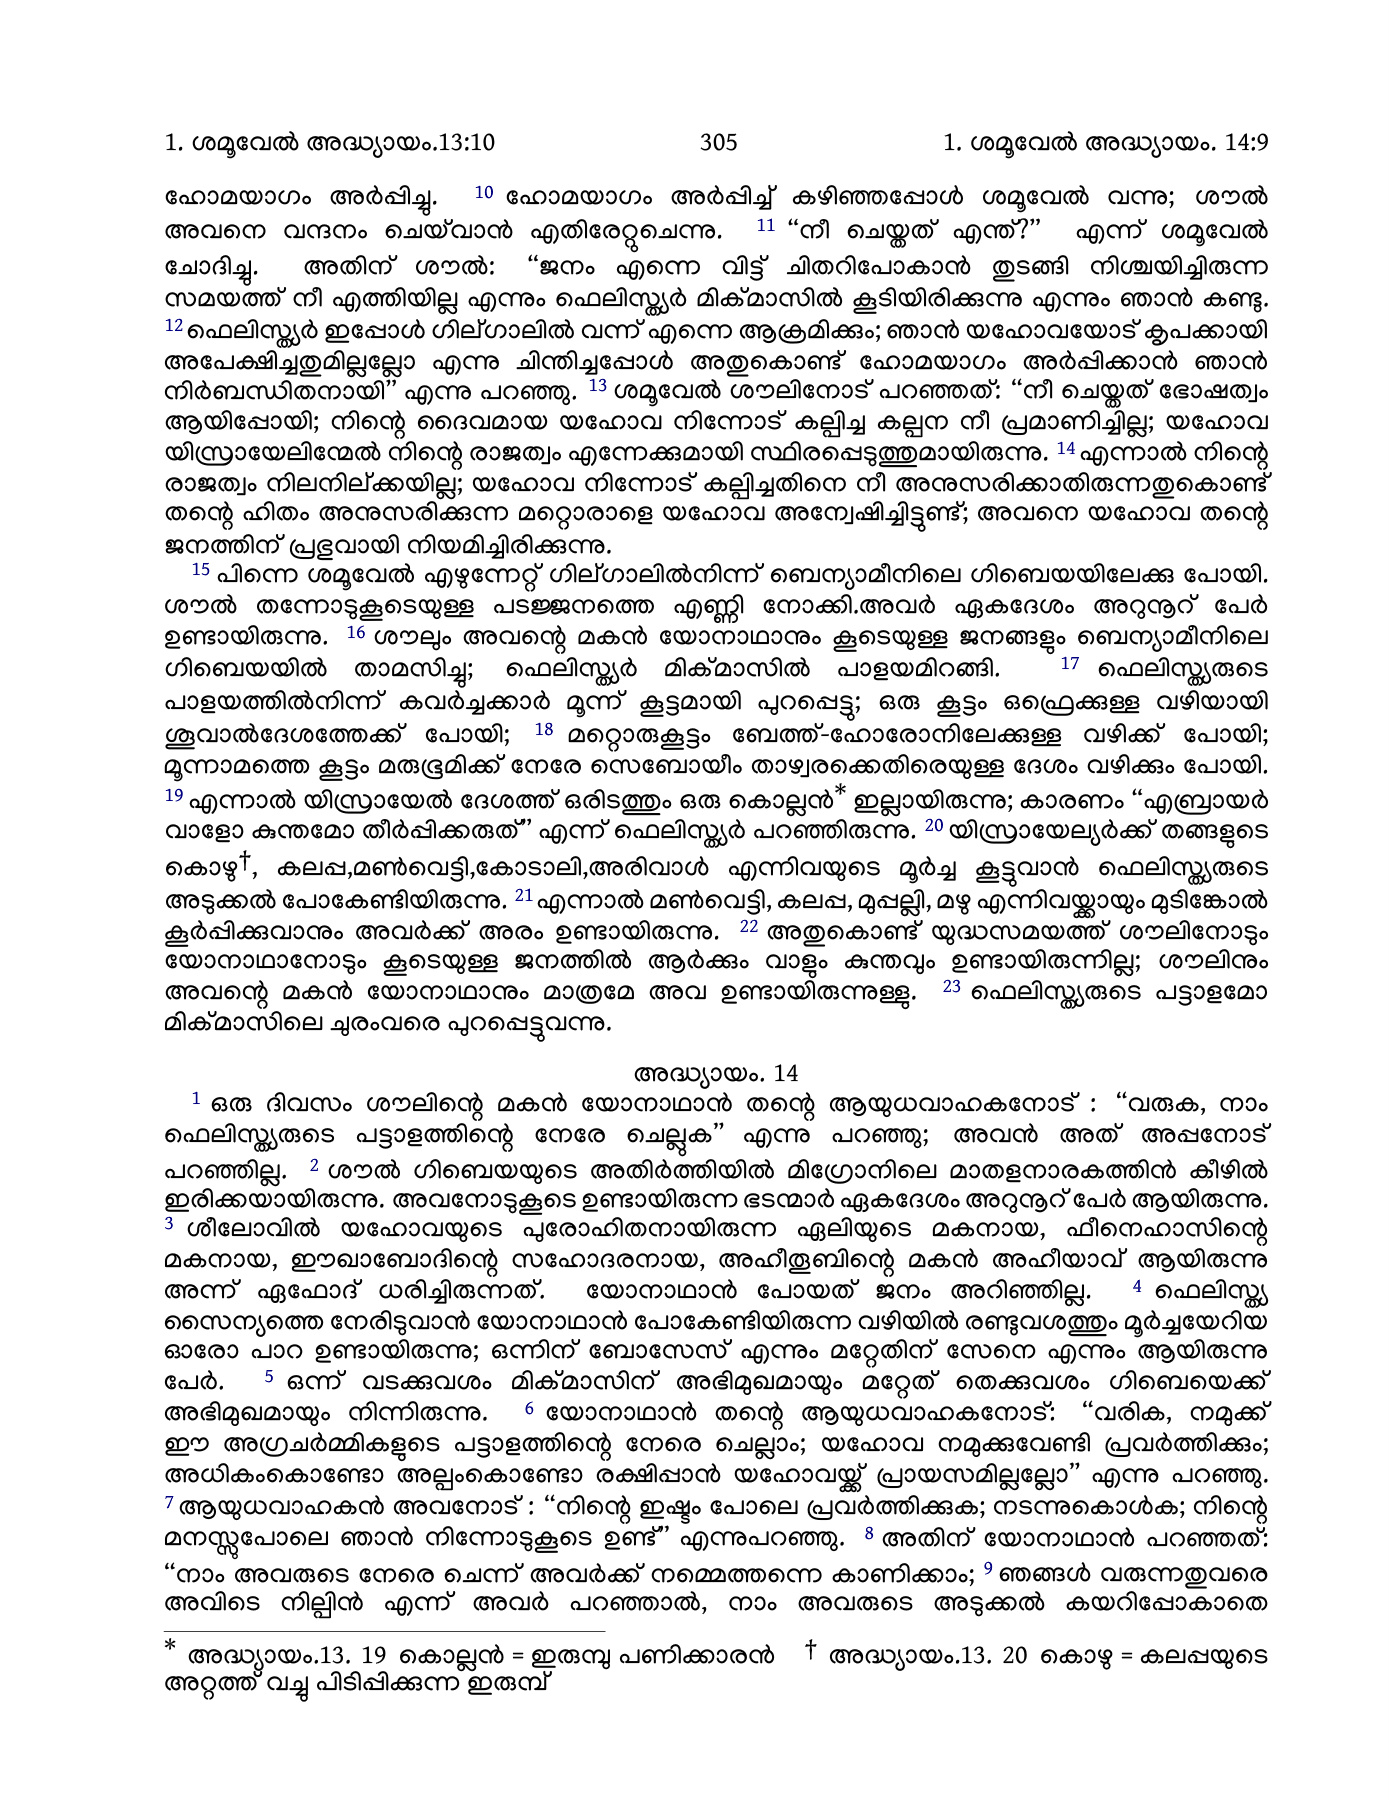 1. ശമൂവേൽ അദ്ധ്യായം.13:10 305 1. ശമൂവേൽ അദ്ധ്യായം. 14:9
ഹോമയാഗം അർപ്പിച്ചു. 10 ഹോമയാഗം അർപ്പിച്ച് കഴിഞ്ഞപ്പോൾ ശമൂവേൽ വന്നു; ശൗൽ
അവനെ വന്ദനം ചെയ്‌വാൻ എതിരേറ്റുചെന്നു. 11 “നീ ചെയ്തത് എന്ത്?” എന്ന് ശമൂവേൽ
ചോദിച്ചു. അതിന് ശൗൽ: “ജനം എന്നെ വിട്ട് ചിതറിപോകാൻ തുടങ്ങി നിശ്ചയിച്ചിരുന്ന
സമയത്ത് നീ എത്തിയില്ല എന്നും ഫെലിസ്ത്യർ മിക്മാസിൽ കൂടിയിരിക്കുന്നു എന്നും ഞാൻ കണ്ടു.
12 ഫെലിസ്ത്യർ ഇപ്പോൾ ഗില്ഗാലിൽ വന്ന് എന്നെ ആക്രമിക്കും; ഞാൻ യഹോവയോട് കൃപക്കായി
അപേക്ഷിച്ചതുമില്ലല്ലോ എന്നു ചിന്തിച്ചപ്പോൾ അതുകൊണ്ട് ഹോമയാഗം അർപ്പിക്കാൻ ഞാൻ
നിർബന്ധിതനായി” എന്നു പറഞ്ഞു. 13 ശമൂവേൽ ശൗലിനോട് പറഞ്ഞത്: “നീ ചെയ്തത് ഭോഷത്വം
ആയിപ്പോയി; നിന്റെ ദൈവമായ യഹോവ നിന്നോട് കല്പിച്ച കല്പന നീ പ്രമാണിച്ചില്ല; യഹോവ
യിസ്രായേലിന്മേൽ നിന്റെ രാജത്വം എന്നേക്കുമായി സ്ഥിരപ്പെടുത്തുമായിരുന്നു. 14 എന്നാൽ നിന്റെ
രാജത്വം നിലനില്ക്കയില്ല; യഹോവ നിന്നോട് കല്പിച്ചതിനെ നീ അനുസരിക്കാതിരുന്നതുകൊണ്ട്
തന്റെ ഹിതം അനുസരിക്കുന്ന മറ്റൊരാളെ യഹോവ അന്വേഷിച്ചിട്ടുണ്ട്; അവനെ യഹോവ തന്റെ
ജനത്തിന് പ്രഭുവായി നിയമിച്ചിരിക്കുന്നു.
15 പിന്നെ ശമൂവേൽ എഴുന്നേറ്റ് ഗില്ഗാലിൽനിന്ന് ബെന്യാമീനിലെ ഗിബെയയിലേക്കു പോയി.
ശൗൽ തന്നോടുകൂടെയുള്ള പടജ്ജനത്തെ എണ്ണി നോക്കി.അവർ ഏകദേശം അറുനൂറ് പേർ
ഉണ്ടായിരുന്നു. 16 ശൗലും അവന്റെ മകൻ യോനാഥാനും കൂടെയുള്ള ജനങ്ങളും ബെന്യാമീനിലെ
ഗിബെയയിൽ താമസിച്ചു; ഫെലിസ്ത്യർ മിക്മാസിൽ പാളയമിറങ്ങി. 17 ഫെലിസ്ത്യരുടെ
പാളയത്തിൽനിന്ന് കവർച്ചക്കാർ മൂന്ന് കൂട്ടമായി പുറപ്പെട്ടു; ഒരു കൂട്ടം ഒഫ്രെക്കുള്ള വഴിയായി
ശൂവാൽദേശത്തേക്ക് പോയി; 18 മറ്റൊരുകൂട്ടം ബേത്ത്-ഹോരോനിലേക്കുള്ള വഴിക്ക് പോയി;
മൂന്നാമത്തെ കൂട്ടം മരുഭൂമിക്ക് നേരേ സെബോയീം താഴ്വരക്കെതിരെയുള്ള ദേശം വഴിക്കും പോയി.
19 എന്നാൽ യിസ്രായേൽ ദേശത്ത് ഒരിടത്തും ഒരു കൊല്ലൻ* ഇല്ലായിരുന്നു; കാരണം “എബ്രായർ
വാളോ കുന്തമോ തീർപ്പിക്കരുത്” എന്ന് ഫെലിസ്ത്യർ പറഞ്ഞിരുന്നു. 20 യിസ്രായേല്യർക്ക് തങ്ങളുടെ
കൊഴു†, കലപ്പ,മൺവെട്ടി,കോടാലി,അരിവാൾ എന്നിവയുടെ മൂർച്ച കൂട്ടുവാൻ ഫെലിസ്ത്യരുടെ
അടുക്കൽ പോകേണ്ടിയിരുന്നു. 21 എന്നാൽ മൺവെട്ടി, കലപ്പ, മുപ്പല്ലി, മഴു എന്നിവയ്ക്കായും മുടിങ്കോൽ
കൂർപ്പിക്കുവാനും അവർക്ക് അരം ഉണ്ടായിരുന്നു. 22 അതുകൊണ്ട് യുദ്ധസമയത്ത് ശൗലിനോടും
യോനാഥാനോടും കൂടെയുള്ള ജനത്തിൽ ആർക്കും വാളും കുന്തവും ഉണ്ടായിരുന്നില്ല; ശൗലിനും
അവന്റെ മകൻ യോനാഥാനും മാത്രമേ അവ ഉണ്ടായിരുന്നുള്ളു. 23 ഫെലിസ്ത്യരുടെ പട്ടാളമോ
മിക്മാസിലെ ചുരംവരെ പുറപ്പെട്ടുവന്നു.
അദ്ധ്യായം. 14
1 ഒരു ദിവസം ശൗലിന്റെ മകൻ യോനാഥാൻ തന്റെ ആയുധവാഹകനോട് : “വരുക, നാം
ഫെലിസ്ത്യരുടെ പട്ടാളത്തിന്റെ നേരേ ചെല്ലുക” എന്നു പറഞ്ഞു; അവൻ അത് അപ്പനോട്
പറഞ്ഞില്ല. 2 ശൗൽ ഗിബെയയുടെ അതിർത്തിയിൽ മിഗ്രോനിലെ മാതളനാരകത്തിൻ കീഴിൽ
ഇരിക്കയായിരുന്നു. അവനോടുകൂടെ ഉണ്ടായിരുന്ന ഭടന്മാർ ഏകദേശം അറുനൂറ് പേർ ആയിരുന്നു.
3 ശീലോവിൽ യഹോവയുടെ പുരോഹിതനായിരുന്ന ഏലിയുടെ മകനായ, ഫീനെഹാസിന്റെ
മകനായ, ഈഖാബോദിന്റെ സഹോദരനായ, അഹീതൂബിന്റെ മകൻ അഹീയാവ് ആയിരുന്നു
അന്ന് ഏഫോദ് ധരിച്ചിരുന്നത്. യോനാഥാൻ പോയത് ജനം അറിഞ്ഞില്ല. 4 ഫെലിസ്ത്യ
സൈന്യത്തെ നേരിടുവാൻ യോനാഥാൻ പോകേണ്ടിയിരുന്ന വഴിയിൽ രണ്ടുവശത്തും മൂർച്ചയേറിയ
ഓരോ പാറ ഉണ്ടായിരുന്നു; ഒന്നിന് ബോസേസ് എന്നും മറ്റേതിന് സേനെ എന്നും ആയിരുന്നു
പേർ. 5 ഒന്ന് വടക്കുവശം മിക്മാസിന് അഭിമുഖമായും മറ്റേത് തെക്കുവശം ഗിബെയെക്ക്
അഭിമുഖമായും നിന്നിരുന്നു. 6 യോനാഥാൻ തന്റെ ആയുധവാഹകനോട്: “വരിക, നമുക്ക്
ഈ അഗ്രചർമ്മികളുടെ പട്ടാളത്തിന്റെ നേരെ ചെല്ലാം; യഹോവ നമുക്കുവേണ്ടി പ്രവർത്തിക്കും;
അധികംകൊണ്ടോ അല്പംകൊണ്ടോ രക്ഷിപ്പാൻ യഹോവയ്ക്ക് പ്രായസമില്ലല്ലോ” എന്നു പറഞ്ഞു.
7 ആയുധവാഹകൻ അവനോട് : “നിന്റെ ഇഷ്ടം പോലെ പ്രവർത്തിക്കുക; നടന്നുകൊൾക; നിന്റെ
മനസ്സുപോലെ ഞാൻ നിന്നോടുകൂടെ ഉണ്ട്” എന്നുപറഞ്ഞു. 8 അതിന് യോനാഥാൻ പറഞ്ഞത്:
“നാം അവരുടെ നേരെ ചെന്ന് അവർക്ക് നമ്മെത്തന്നെ കാണിക്കാം; 9 ഞങ്ങൾ വരുന്നതുവരെ
അവിടെ നില്പിൻ എന്ന് അവർ പറഞ്ഞാൽ, നാം അവരുടെ അടുക്കൽ കയറിപ്പോകാതെ
* അദ്ധ്യായം.13. 19 കൊല്ലൻ = ഇരുമ്പു പണിക്കാരൻ † അദ്ധ്യായം.13. 20 കൊഴു = കലപ്പയുടെ
അറ്റത്ത് വച്ചു പിടിപ്പിക്കുന്ന ഇരുമ്പ്